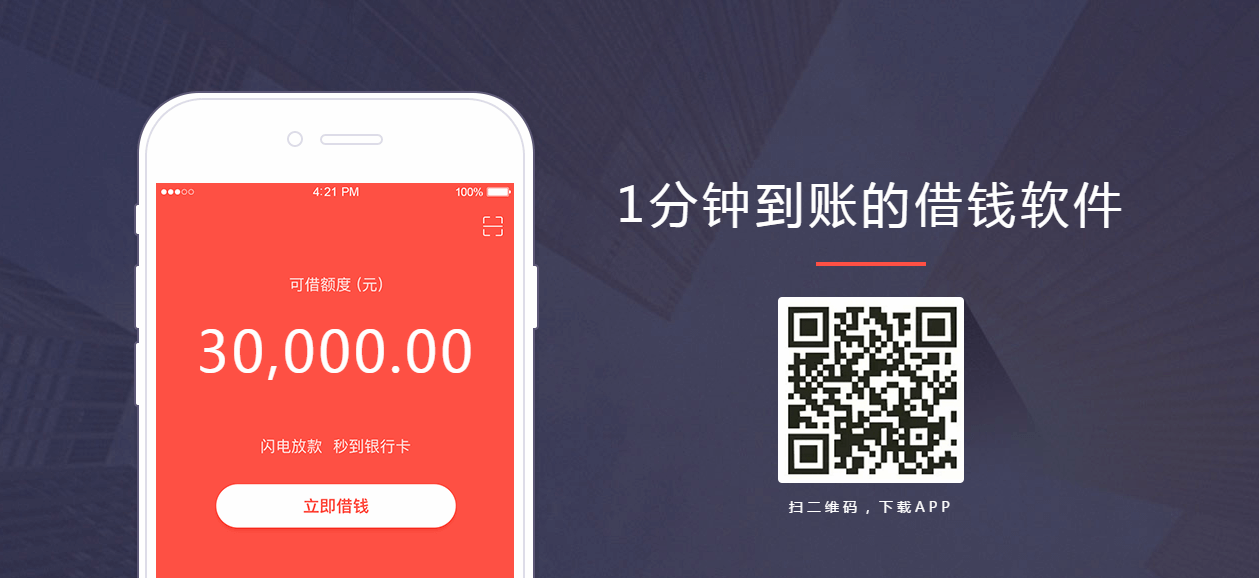 4:21 PM
100%
可借额度 (元)
30,000.00
闪电放款 秒到银行卡
立即借钱
1分钟到账的借钱软件
扫二维码，下载APP